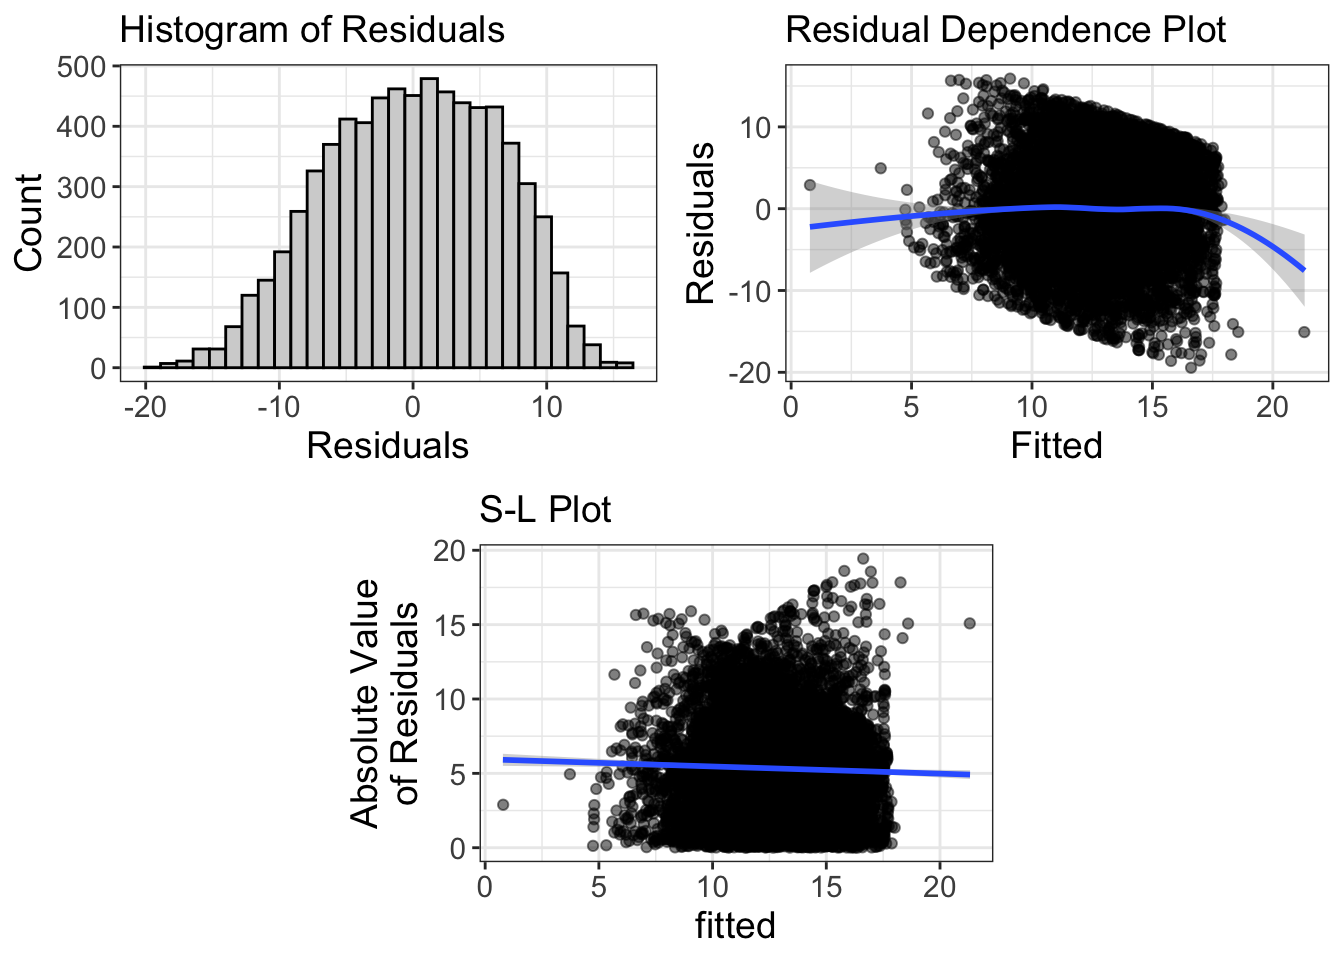 Histogram of Residuals
500
400
300
200
100
0
Count
-20 -10 0 10
Residuals
Residual Dependence Plot
10
0
-10
-20
Residuals
0 5 10 15 20
Fitted
S-L Plot
20
15
10
5
0
Absolute Value
of Residuals
0 5 10 15 20
fitted